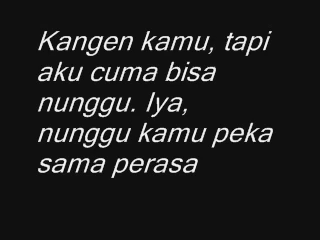 Kangen kamu, tapi
aku cuma bisa
nunggu. Iya,
nunggu kamu peka
sama perasa